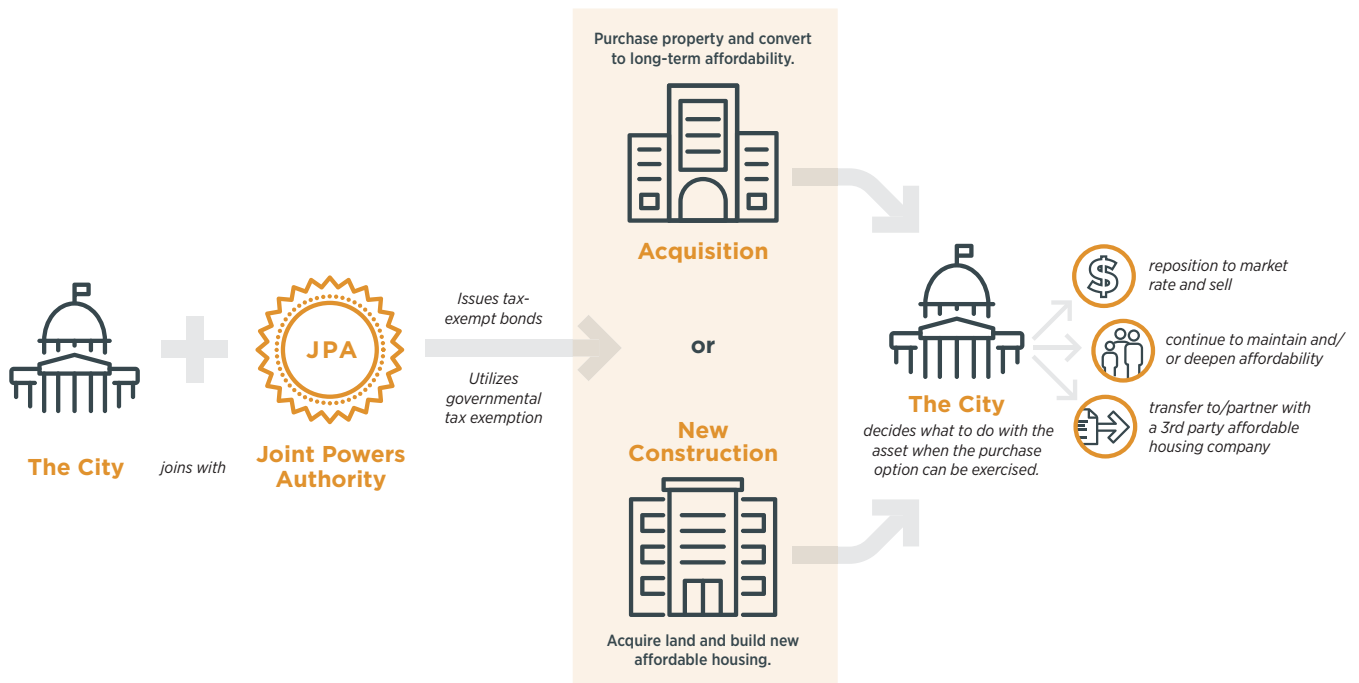 The City
joins with
JPA
Joint Powers
Authority
Issues tax-
exempt bonds
Utilizes
governmental
tax exemption
Purchase property and convert
to long-term affordability.
Acquisition
or
New
Construction
Acquire land and build new
affordable housing.
The City
decides what to do with the
asset when the purchase
option can be exercised.
$
reposition to market
rate and sell
continue to maintain and/
or deepen affordability
transfer to/partner with
a 3rd party affordable
housing company